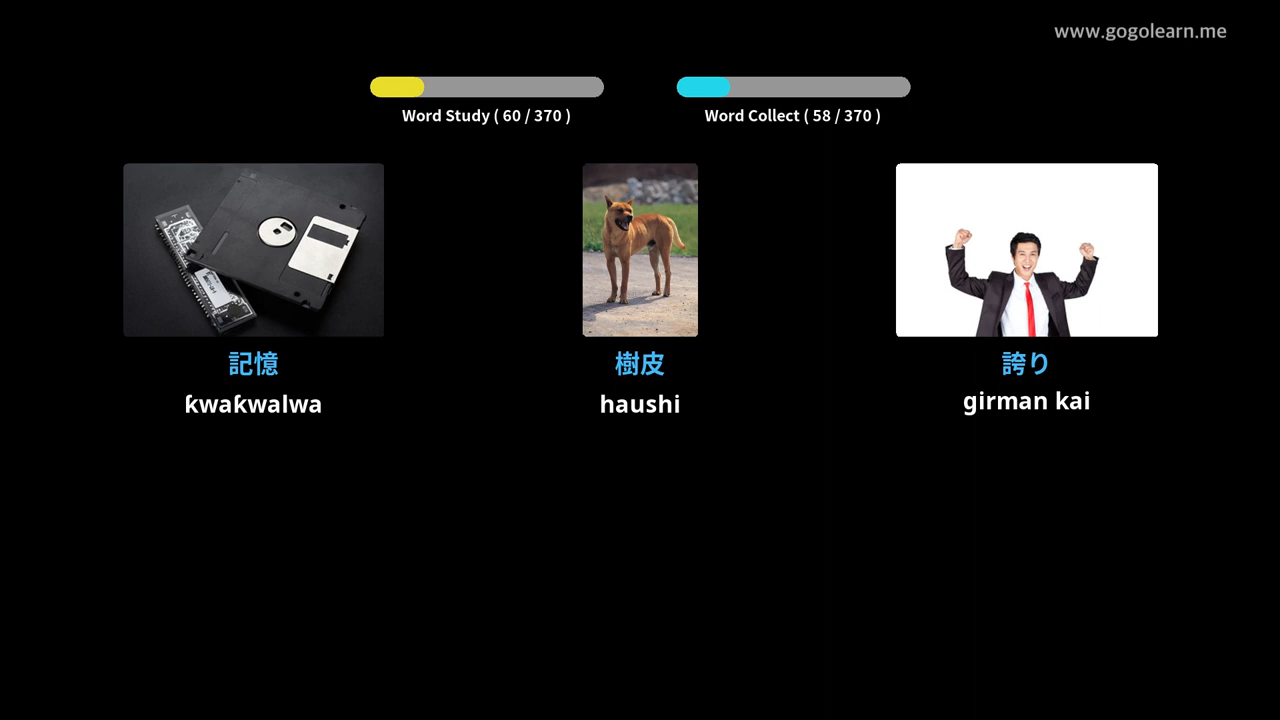 www.gogolearn.me
Word Study ( 60 / 370 )
Word Collect ( 58 / 370 )
記憶
樹皮
誇り
ƙwaƙwalwa
haushi
girman kai